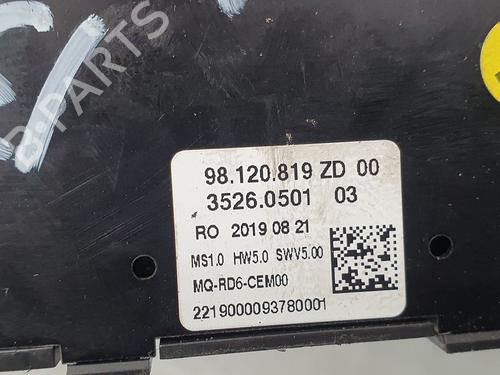 B-PARTS
98.120.819 ZD 00
3526.0501 03
RO 2019 08 21
MS1.0 HW5.0 SWV5.00
MQ-RD6-CEM00
2219000093780001